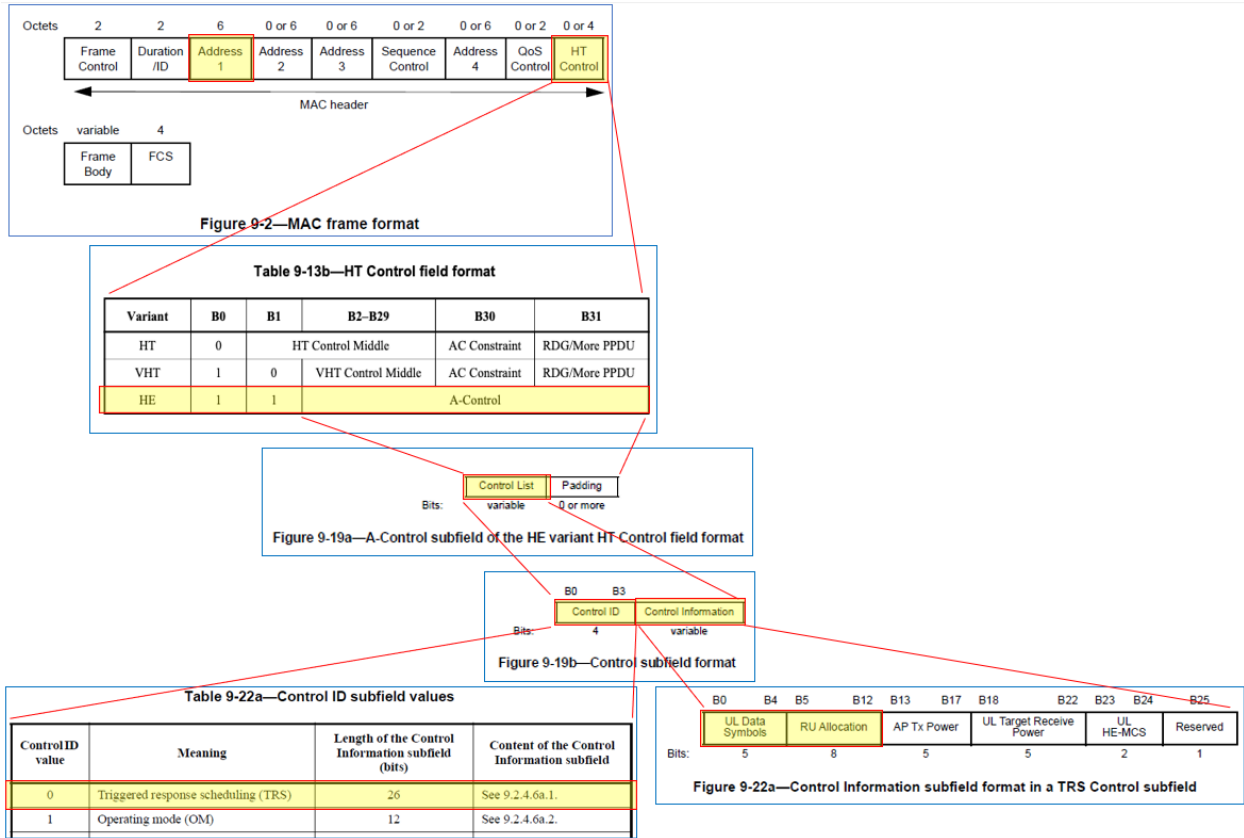 Octets 2 2 6 0 or 6 0 or 6 0 or 2 0 or 6 0 or 2 0 or 4
Frame Duration Address Address Address Sequence Address QoS HT
Control /ID 1 2 3 Control 4 Control Control
MAC header
Octets variable 4
Frame FCS
Body
Figure 9-2—MAC frame format
Table 9-13b—HT Control field format
Variant B0 B1 B2–B29 B30 B31
HT 0 HT Control Middle AC Constraint RDG/More PPDU
VHT 1 0 VHT Control Middle AC Constraint RDG/More PPDU
HE 1 1 A-Control
Control List Padding
Bits: variable 0 or more
Figure 9-19a—A-Control subfield of the HE variant HT Control field format
B0 B3
Control ID Control Information
Bits: 4 variable
Figure 9-19b—Control subfield format
Table 9-22a—Control ID subfield values
Control ID Meaning Length of the Control Content of the Control
value Information subfield Information subfield
(bits)
0 Triggered response scheduling (TRS) 26 See 9.2.4.6a.1.
1 Operating mode (OM) 12 See 9.2.4.6a.2.
B0 B4 B5 B12 B13 B17 B18 B22 B23 B24 B25
UL Data RU Allocation AP Tx Power UL Target Receive UL Reserved
Symbols Power HE-MCS
Bits: 5 8 5 5 2 1
Figure 9-22a—Control Information subfield format in a TRS Control subfield